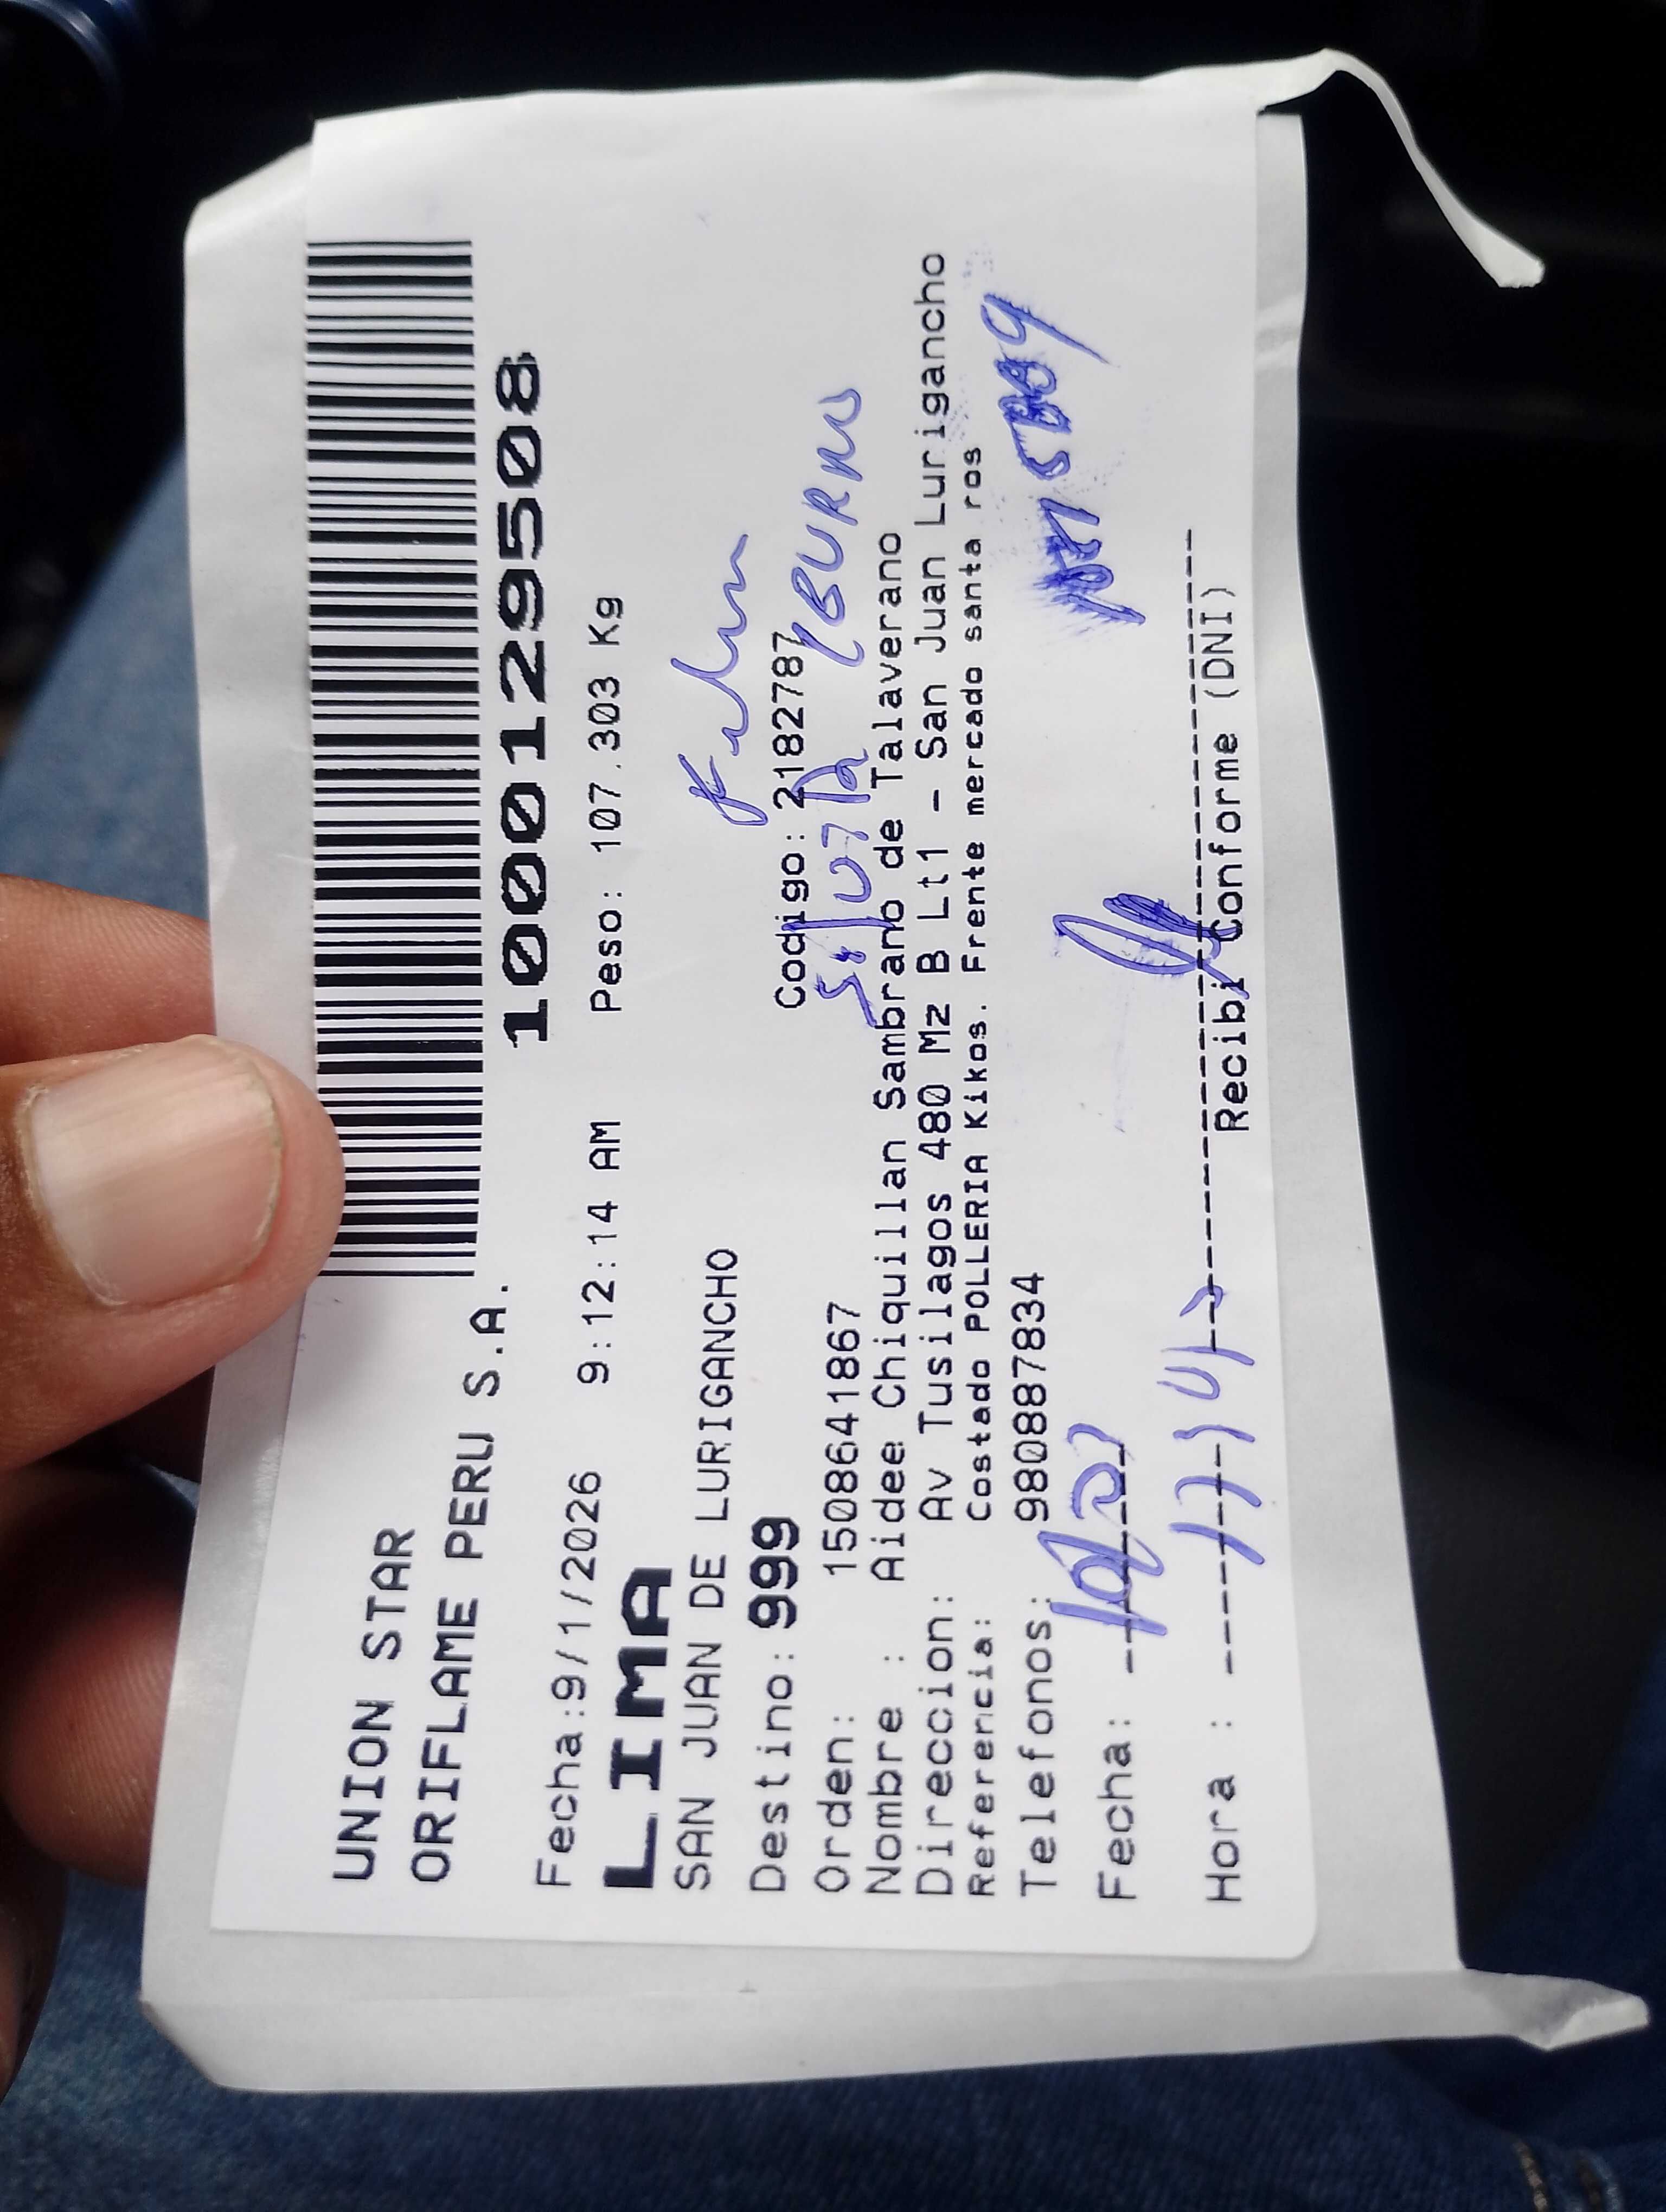 UNION STAR
ORIFLAME PERU S.A.
1000129508
Fecha:9/1/2026 9:12:14 AM Peso: 107.303 Kg
LIMA
SAN JUAN DE LURIGANCHO
Destino: 999
Codigo: 2182787
Orden: 1508641867
Nombre : Aidee Chiquillan Sambrano de Talaverano
Direccion: Av Tusilagos 480 Mz B Lt1 - San Juan Lurigancho
Referencia: Costado POLLERIA Kikos. Frente mercado santa ros
Telefonos: 980887834
Fecha:
Hora :
Recibi Conforme (DNI)